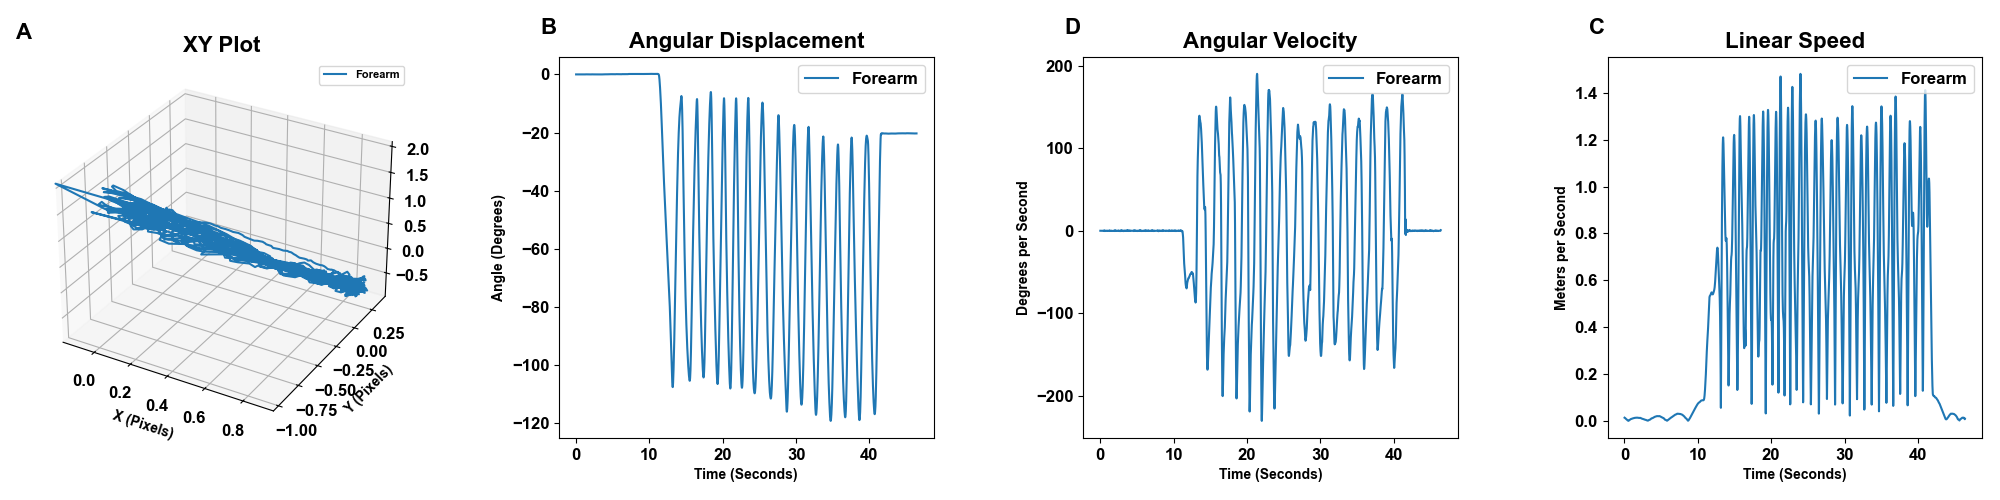 A
XY Plot
Forearm
2.0
1.5
1.0
0.5
0.0
−0.5
0.0
0.2
0.4
0.6
0.8
X (Pixels)
0.25
0.00
−0.25
−0.50
−0.75
−1.00
Y (Pixels)
B
Angular Displacement
Forearm
0
−20
−40
−60
−80
−100
−120
Angle (Degrees)
0 10 20 30 40
Time (Seconds)
D
Angular Velocity
Forearm
200
100
0
−100
−200
Degrees per Second
0 10 20 30 40
Time (Seconds)
C
Linear Speed
Forearm
1.4
1.2
1.0
0.8
0.6
0.4
0.2
0.0
Meters per Second
0 10 20 30 40
Time (Seconds)